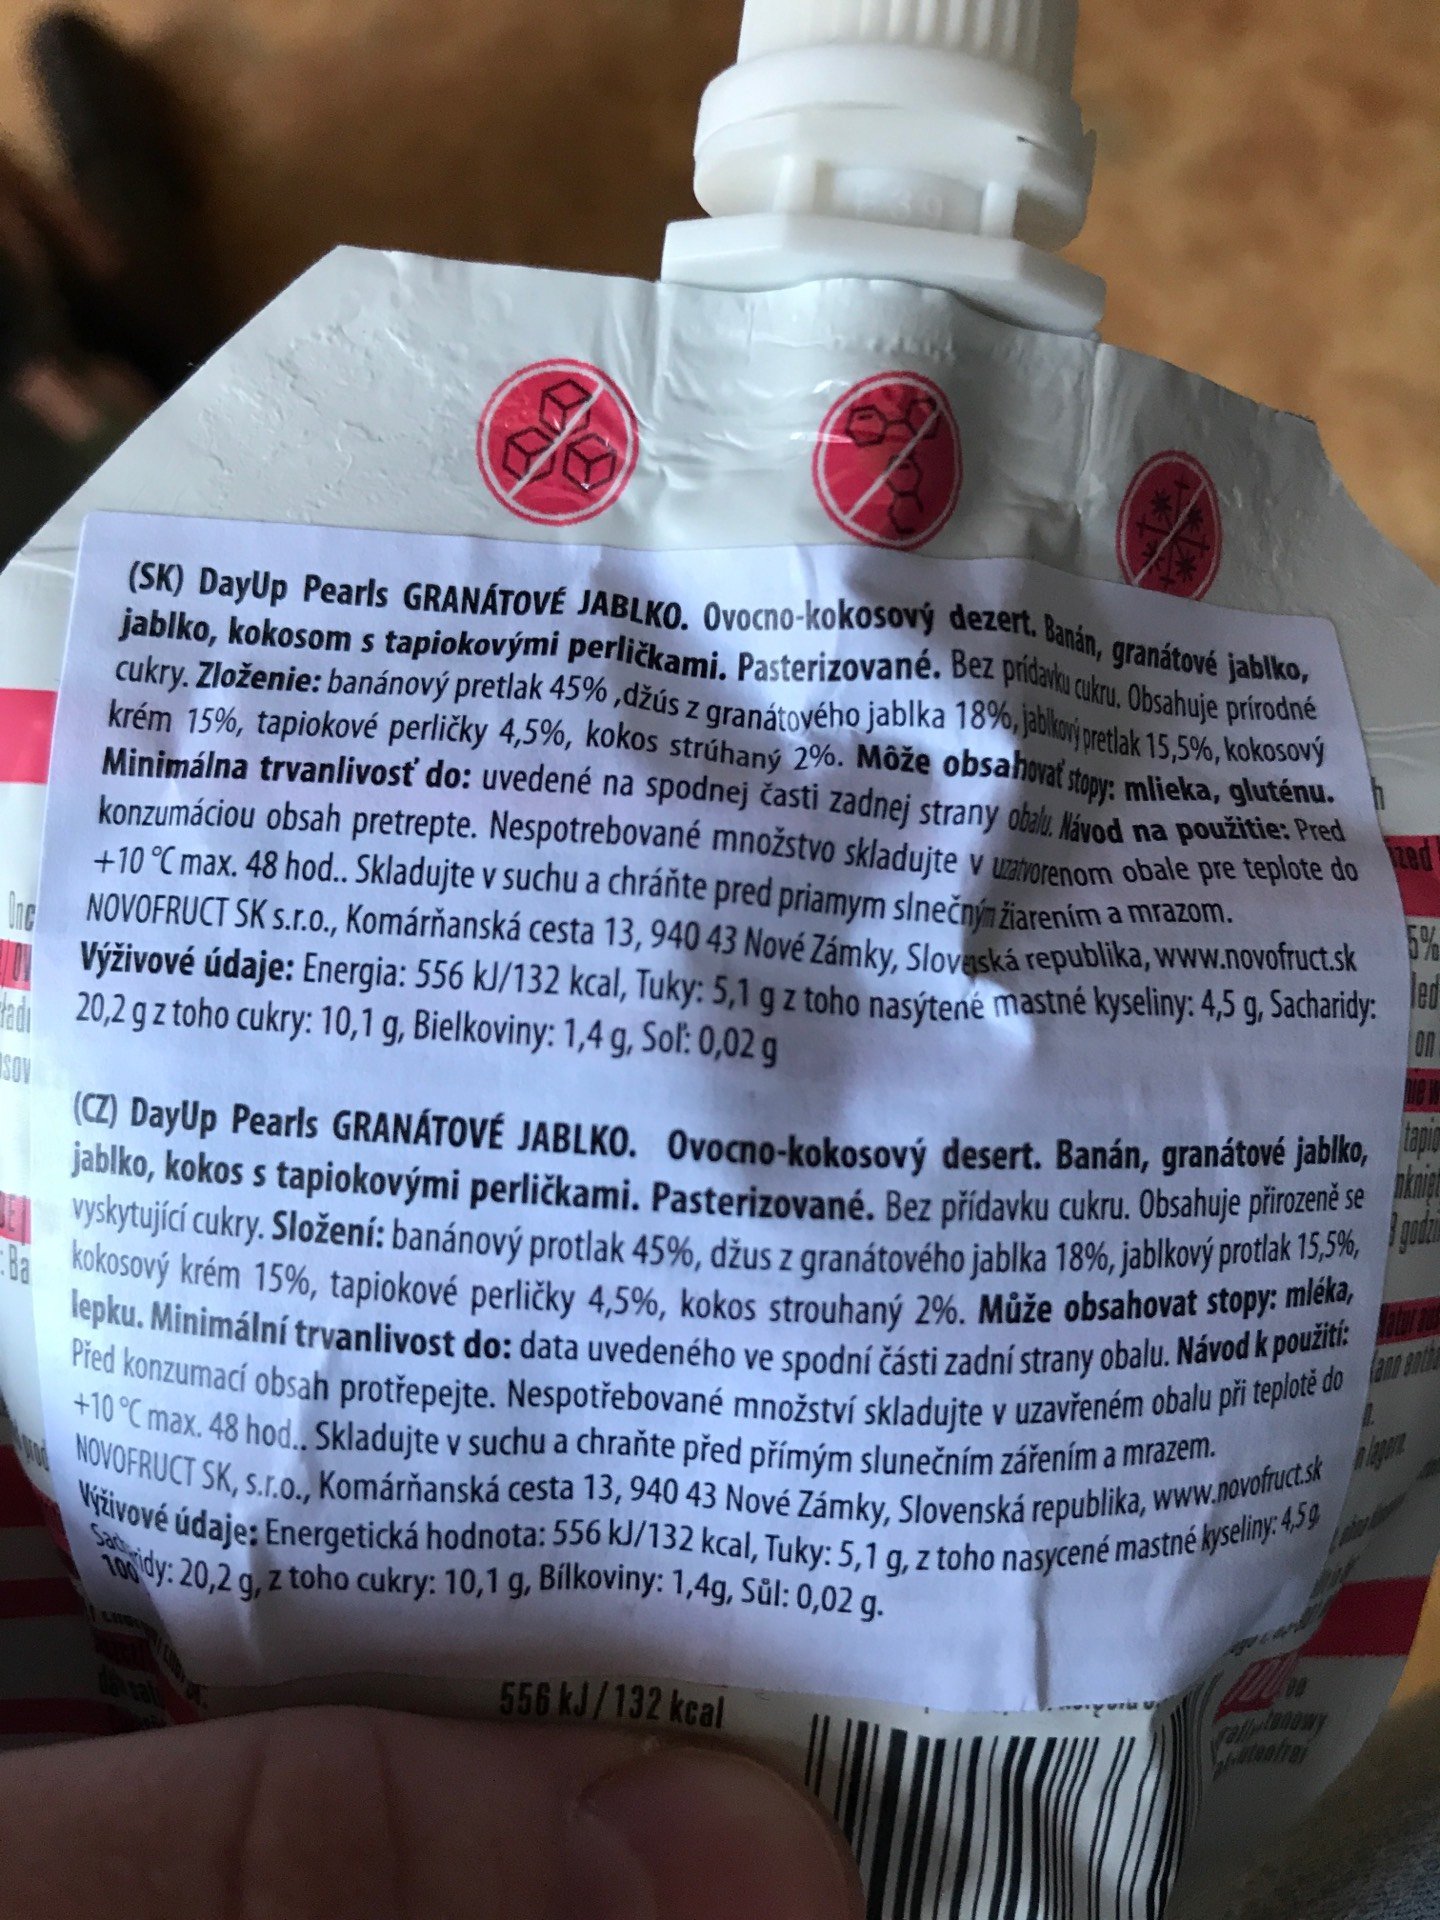 (SK) DayUp Pearls GRANÁTOVÉ JABLKO. Ovocno-kokosový dezert. Banán, granátové jablko,
jablko, kokosom s tapiokovými perličkami. Pasterizované. Bez prídavku cukru. Obsahuje prírodné
cukry. Zloženie: banánový pretlak 45% ,džús z granátového jablka 18%, jablkový pretlak 15,5%, kokosový
krém 15%, tapiokové perličky 4,5%, kokos strúhaný 2%. Môže obsahovať stopy: mlieka, gluténu.
Minimálna trvanlivosť do: uvedené na spodnej časti zadnej strany obalu. Návod na použitie: Pred
konzumáciou obsah pretrepte. Nespotrebované množstvo skladujte v uzatvorenom obale pre teplote do
+10 °C max. 48 hod.. Skladujte v suchu a chráňte pred priamym slnečným žiarením a mrazom.
NOVOFRUCT SK s.r.o., Komárňanská cesta 13, 940 43 Nové Zámky, Slovenská republika, www.novofruct.sk
Výživové údaje: Energia: 556 kJ/132 kcal, Tuky: 5,1 g z toho nasýtené mastné kyseliny: 4,5 g, Sacharidy:
20,2 g z toho cukry: 10,1 g, Bielkoviny: 1,4 g, Soľ: 0,02 g
(CZ) DayUp Pearls GRANÁTOVÉ JABLKO. Ovocno-kokosový desert. Banán, granátové jablko,
jablko, kokos s tapiokovými perličkami. Pasterizované. Bez přídavku cukru. Obsahuje přirozeně se
vyskytující cukry. Složení: banánový protlak 45%, džus z granátového jablka 18%, jablkový protlak 15,5%,
kokosový krém 15%, tapiokové perličky 4,5%, kokos strouhaný 2%. Může obsahovat stopy: mléka,
lepku. Minimální trvanlivost do: data uvedeného ve spodní části zadní strany obalu. Návod k použití:
Před konzumací obsah protřepejte. Nespotřebované množství skladujte v uzavřeném obalu při teplotě do
+10 °C max. 48 hod.. Skladujte v suchu a chraňte před přímým slunečním zářením a mrazem.
NOVOFRUCT SK, s.r.o., Komárňanská cesta 13, 940 43 Nové Zámky, Slovenská republika, www.novofruct.sk
Výživové údaje: Energetická hodnota: 556 kJ/132 kcal, Tuky: 5,1 g, z toho nasycené mastné kyseliny: 4,5 g,
Sacharidy: 20,2 g, z toho cukry: 10,1 g, Bílkoviny: 1,4g, Sůl: 0,02 g.
100
556 kJ / 132 kcal